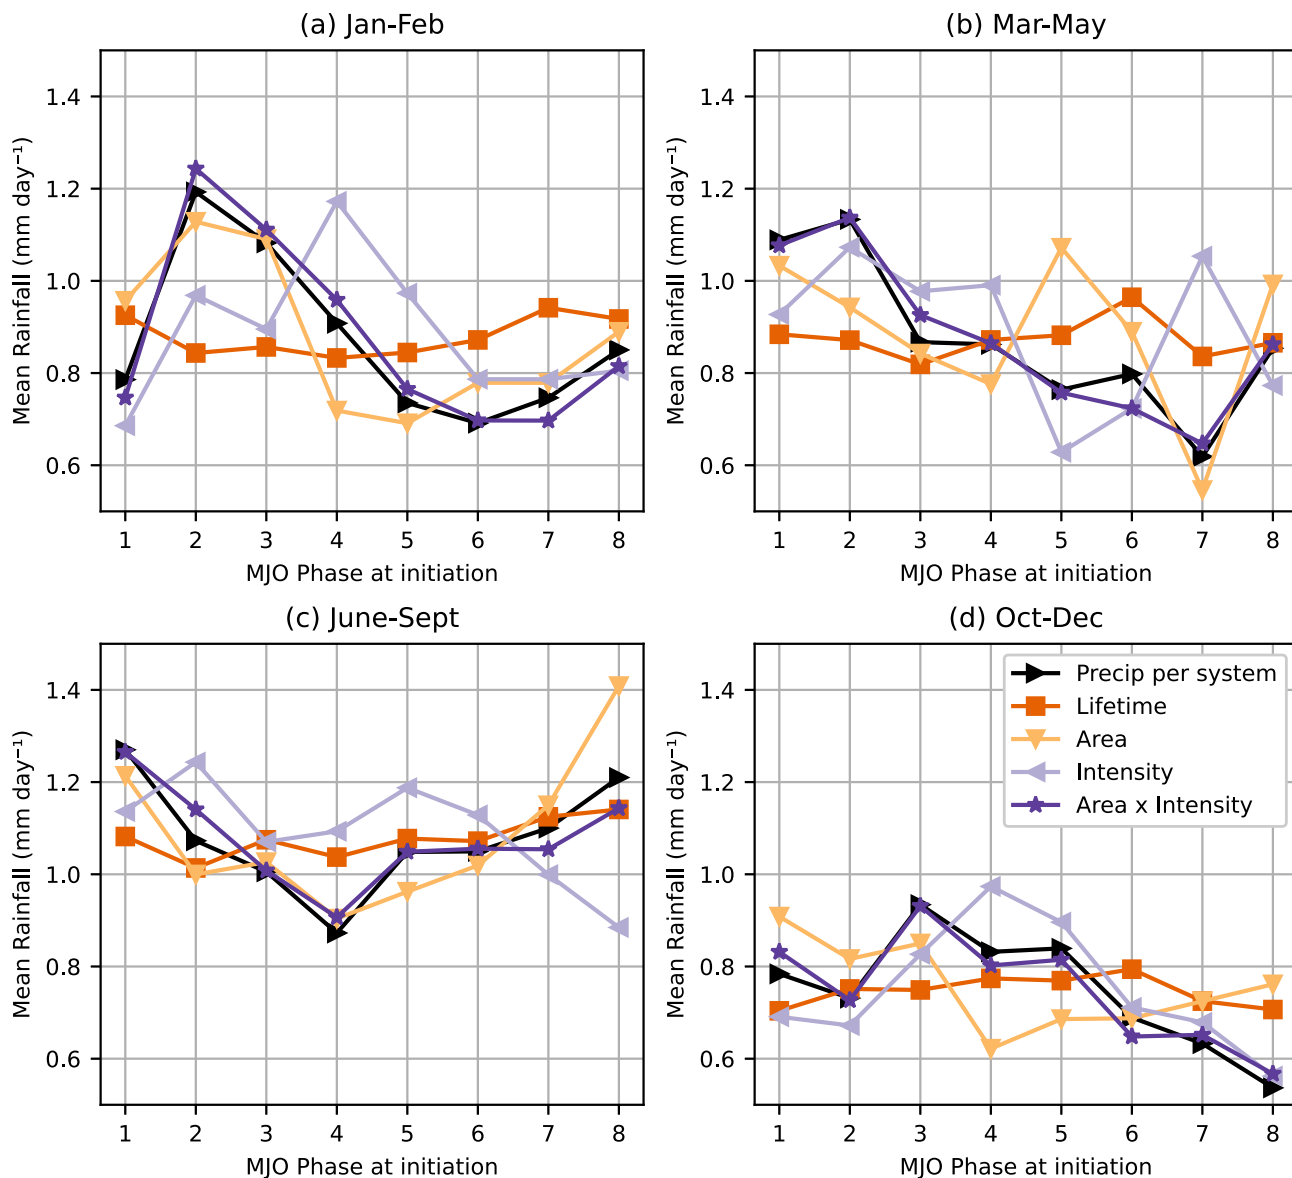 (a) Jan-Feb
Mean Rainfall (mm day⁻¹)
1.4
1.2
1.0
0.8
0.6
1 2 3 4 5 6 7 8
MJO Phase at initiation
(b) Mar-May
Mean Rainfall (mm day⁻¹)
1.4
1.2
1.0
0.8
0.6
1 2 3 4 5 6 7 8
MJO Phase at initiation
(c) June-Sept
Mean Rainfall (mm day⁻¹)
1.4
1.2
1.0
0.8
0.6
1 2 3 4 5 6 7 8
MJO Phase at initiation
(d) Oct-Dec
Mean Rainfall (mm day⁻¹)
1.4
1.2
1.0
0.8
0.6
Precip per system
Lifetime
Area
Intensity
Area x Intensity
1 2 3 4 5 6 7 8
MJO Phase at initiation